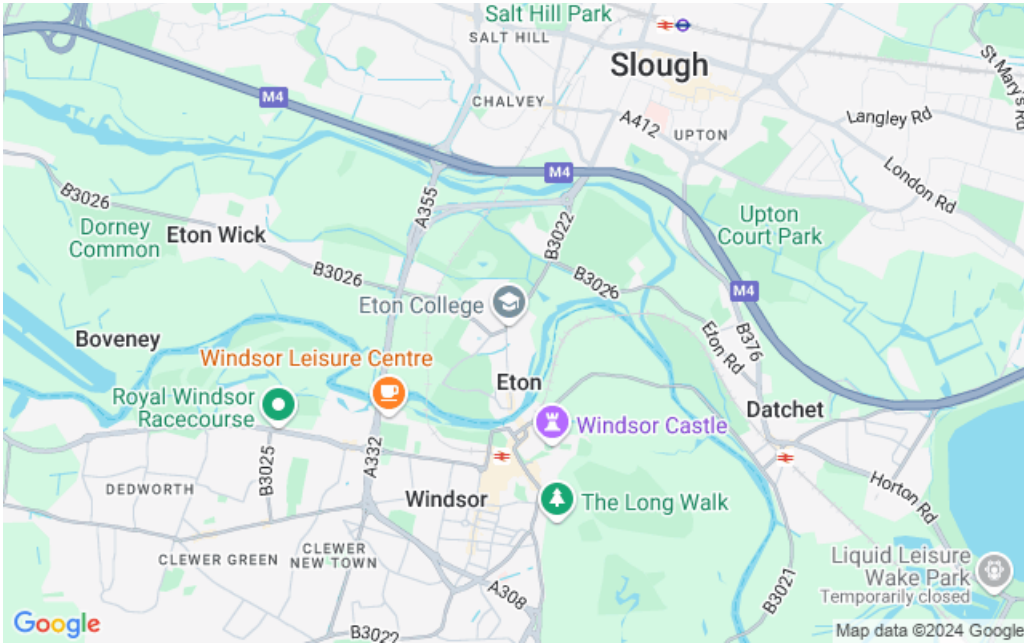 Salt Hill Park
SALT HILL
Slough
St Mary's Rd
M4
CHALVEY
A412
UPTON
Langley Rd
London Rd
M4
B3026
A355
Dorney
Common
Eton Wick
B3022
Upton
Court Park
B3026
B3026
M4
Eton College
Boveney
Eton Rd
B376
Windsor Leisure Centre
Eton
Royal Windsor
Racecourse
Datchet
Windsor Castle
A332
B3025
DEDWORTH
Windsor
The Long Walk
Horton Rd
CLEWER GREEN
CLEWER
NEW TOWN
Liquid Leisure
Wake Park
Temporarily closed
A308
B3021
Google
B3022
Map data ©2024 Google